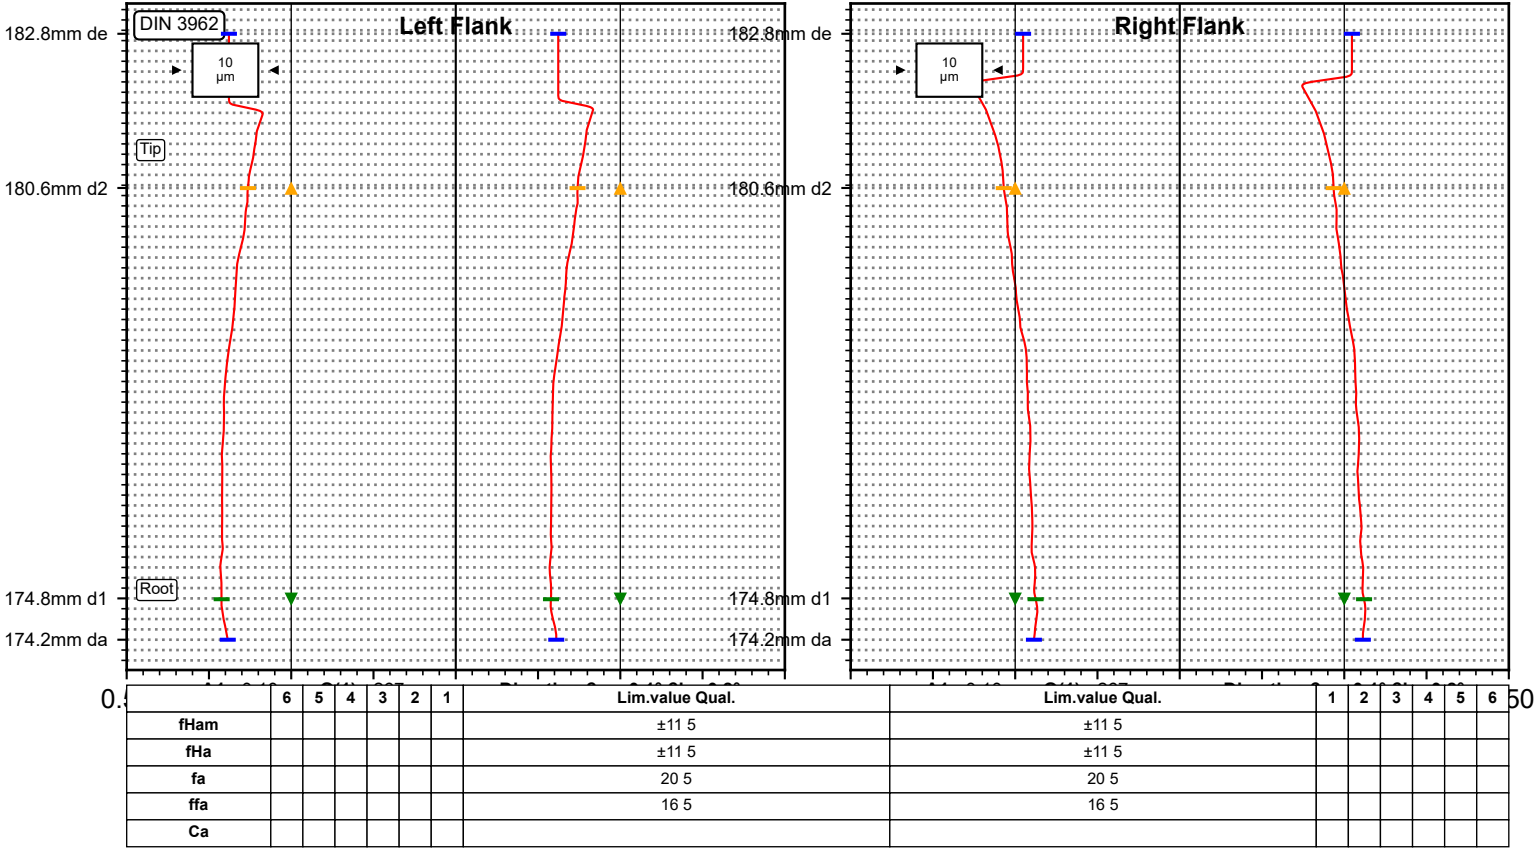 DIN 3962
Left Flank
Right Flank
182.8mm de
182.8mm de
10
µm
10
µm
Tip
180.6mm d2
180.6mm d2
Root
174.8mm d1
174.8mm d1
174.2mm da
174.2mm da
6 5 4 3 2 1 Lim.value Qual. Lim.value Qual. 1 2 3 4 5 6
fHam ±11 5 ±11 5
fHa ±11 5 ±11 5
fa 20 5 20 5
ffa 16 5 16 5
Ca